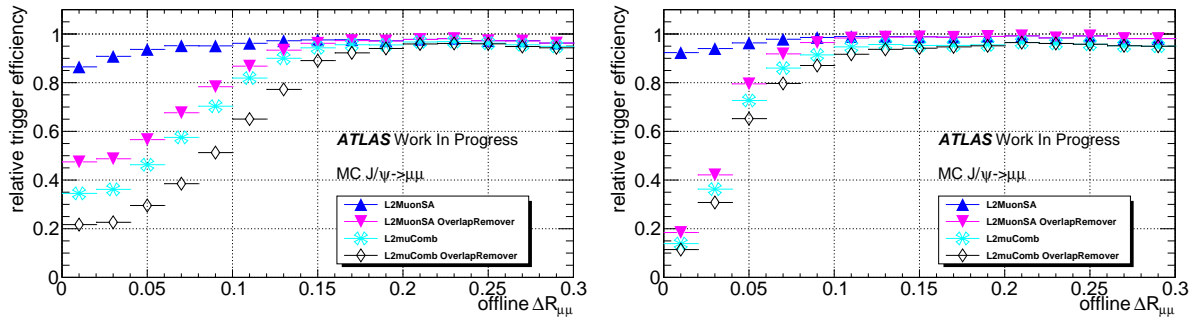 relative trigger efficiency
1
0.8
0.6
0.4
0.2
0
ATLAS Work In Progress
MC J/ψ->μμ
L2MuonSA
L2MuonSA OverlapRemover
L2muComb
L2muComb OverlapRemover
0 0.05 0.1 0.15 0.2 0.25 0.3
offline ΔRμμ
relative trigger efficiency
1
0.8
0.6
0.4
0.2
0
ATLAS Work In Progress
MC J/ψ->μμ
L2MuonSA
L2MuonSA OverlapRemover
L2muComb
L2muComb OverlapRemover
0 0.05 0.1 0.15 0.2 0.25 0.3
offline ΔRμμ